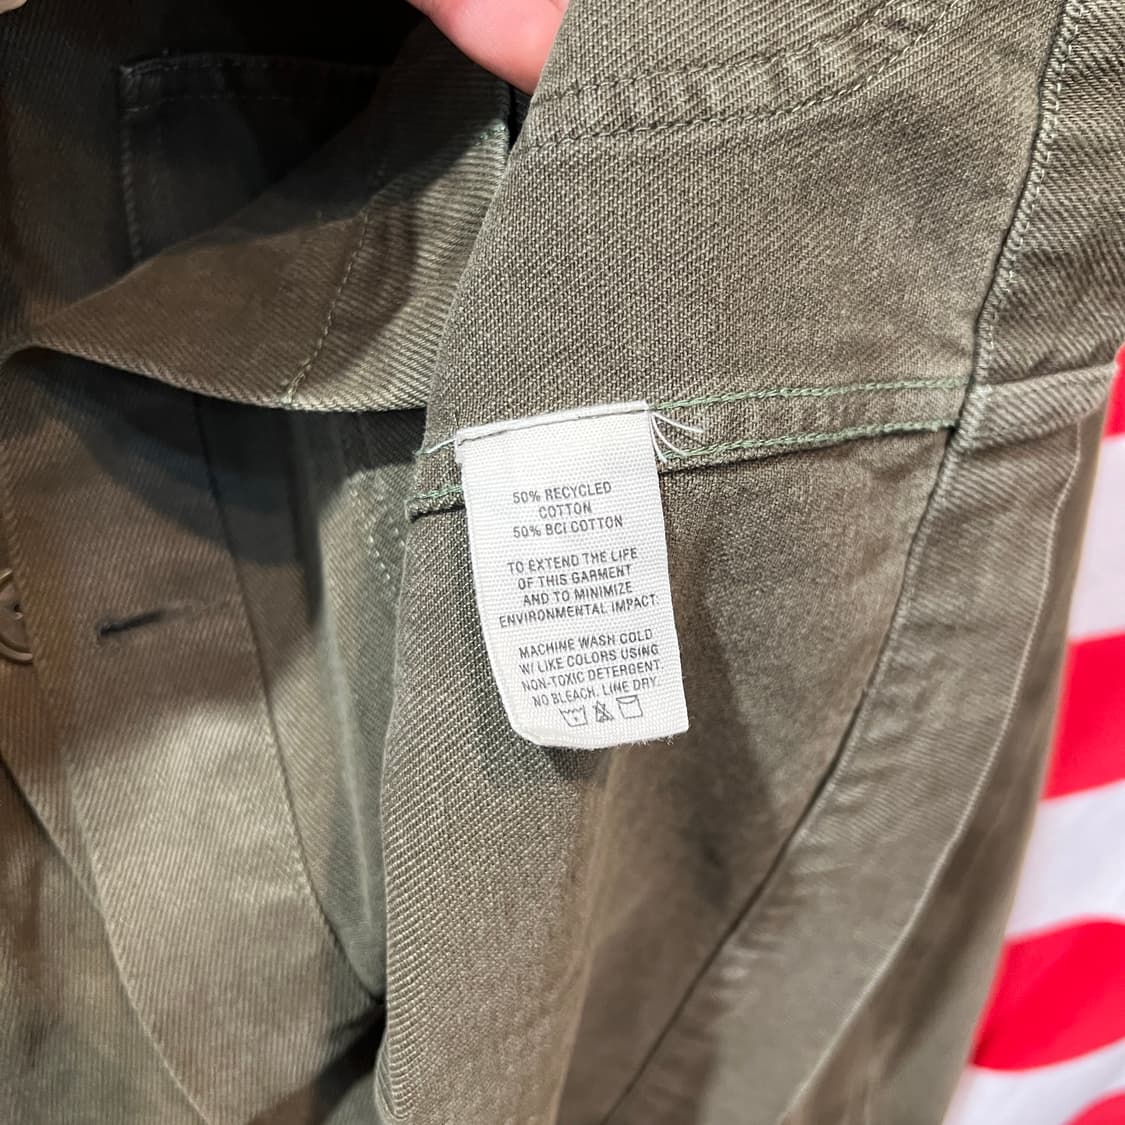 50% RECYCLED
COTTON
50% BCI COTTON
TO EXTEND THE LIFE
OF THIS GARMENT
AND TO MINIMIZE
ENVIRONMENTAL IMPACT.
MACHINE WASH COLD
W/ LIKE COLORS USING
NON-TOXIC DETERGENT.
NO BLEACH. LINE DRY.